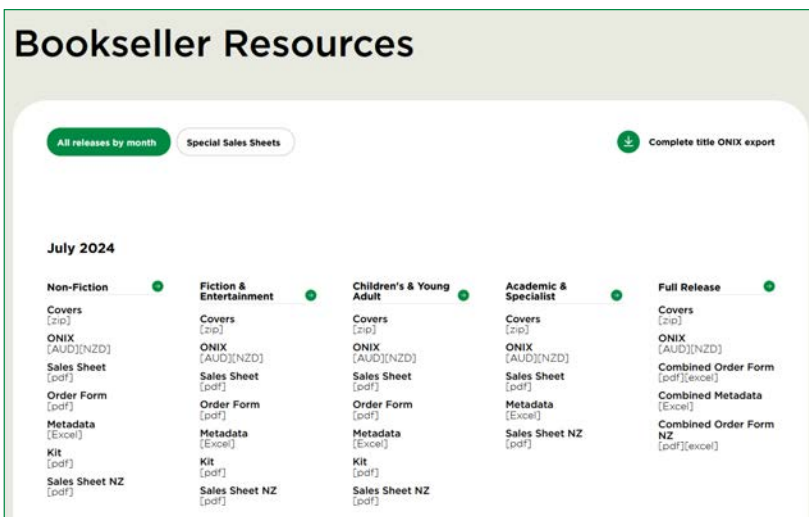 Bookseller Resources
All releases by month
Special Sales Sheets
Complete title ONIX export
July 2024
Non-Fiction
Covers
[zip]
ONIX
[AUD][NZD]
Sales Sheet
[pdf]
Order Form
[pdf]
Metadata
[Excel]
Kit
[pdf]
Sales Sheet NZ
[pdf]
Fiction &
Entertainment
Covers
[zip]
ONIX
[AUD][NZD]
Sales Sheet
[pdf]
Order Form
[pdf]
Metadata
[Excel]
Kit
[pdf]
Sales Sheet NZ
[pdf]
Children's & Young
Adult
Covers
[zip]
ONIX
[AUD][NZD]
Sales Sheet
[pdf]
Order Form
[pdf]
Metadata
[Excel]
Kit
[pdf]
Sales Sheet NZ
[pdf]
Academic &
Specialist
Covers
[zip]
ONIX
[AUD][NZD]
Sales Sheet
[pdf]
Metadata
[Excel]
Sales Sheet NZ
[pdf]
Full Release
Covers
[zip]
ONIX
[AUD][NZD]
Combined Order Form
[pdf][excel]
Combined Metadata
[Excel]
Combined Order Form
NZ
[pdf][excel]